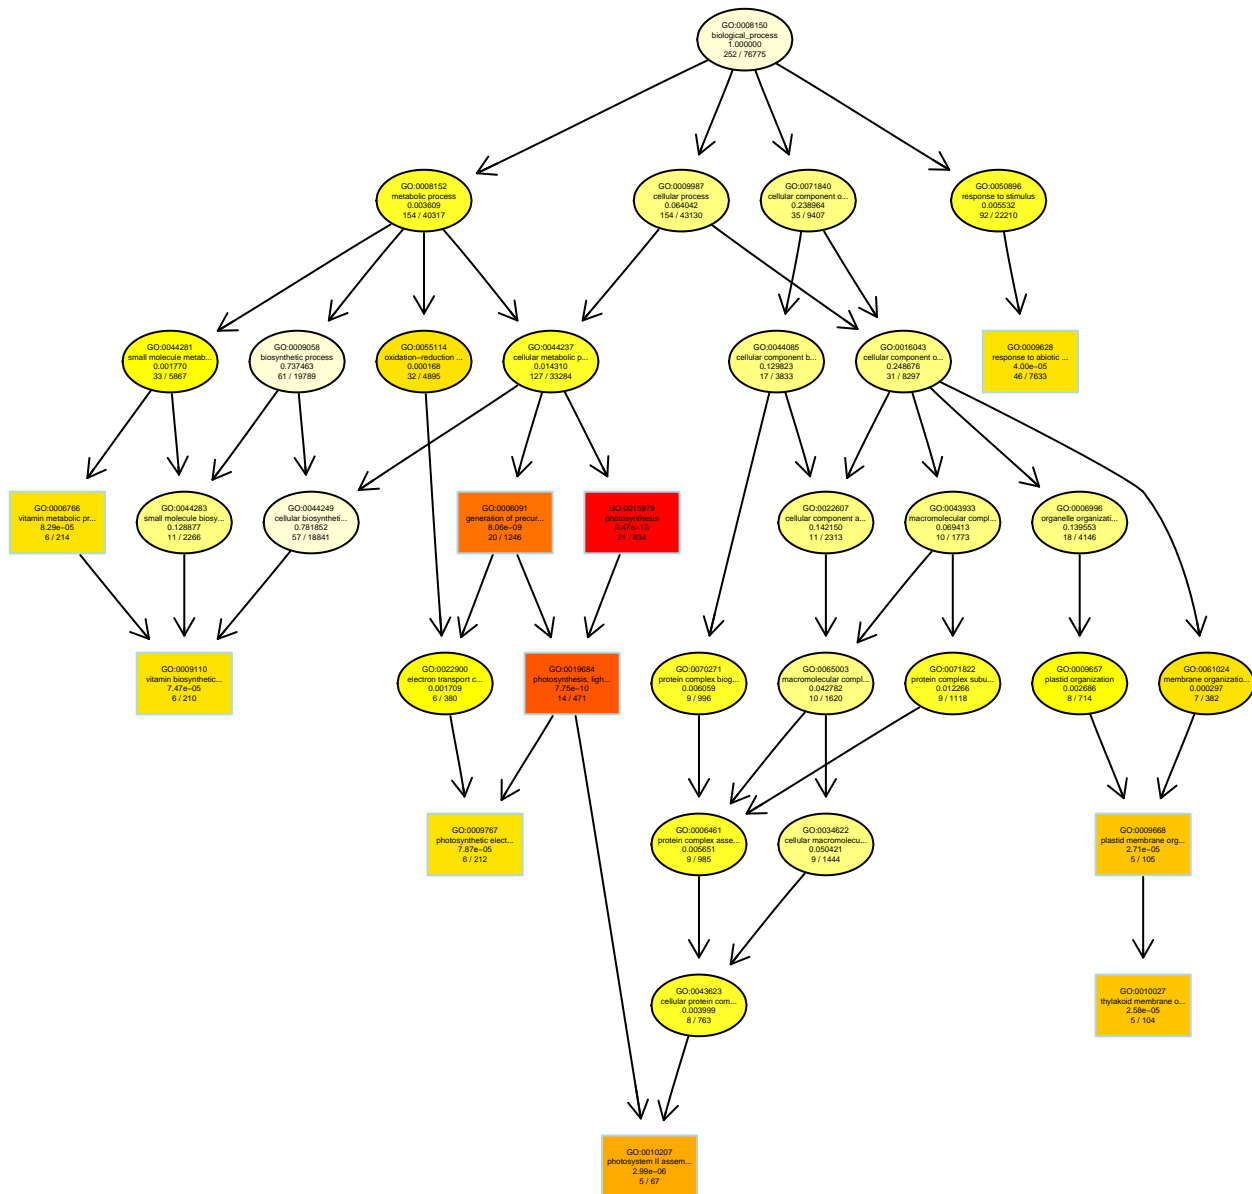 GO:0008150
biological_process
1.000000
252 / 76775
GO:0008152
metabolic process
0.003609
154 / 40317
GO:0009987
cellular process
0.064042
154 / 43130
GO:0071840
cellular component o...
0.238964
35 / 9407
GO:0050896
response to stimulus
0.005532
92 / 22210
GO:0044281
small molecule metab...
0.001770
33 / 5867
GO:0009058
biosynthetic process
0.737463
61 / 19789
GO:0055114
oxidation−reduction ...
0.000168
32 / 4895
GO:0044237
cellular metabolic p...
0.014310
127 / 33284
GO:0044085
cellular component b...
0.129823
17 / 3833
GO:0016043
cellular component o...
0.248676
31 / 8297
GO:0009628
response to abiotic ...
4.00e−05
46 / 7633
GO:0006766
vitamin metabolic pr...
8.29e−05
6 / 214
GO:0044283
small molecule biosy...
0.128877
11 / 2266
GO:0044249
cellular biosyntheti...
0.781852
57 / 18841
GO:0006091
generation of precur...
8.06e−09
20 / 1246
GO:0015979
photosynthesis
9.47e−13
21 / 834
GO:0022607
cellular component a...
0.142150
11 / 2313
GO:0043933
macromolecular compl...
0.069413
10 / 1773
GO:0006996
organelle organizati...
0.139553
18 / 4146
GO:0009110
vitamin biosynthetic...
7.47e−05
6 / 210
GO:0022900
electron transport c...
0.001709
6 / 380
GO:0019684
photosynthesis, ligh...
7.75e−10
14 / 471
GO:0070271
protein complex biog...
0.006059
9 / 996
GO:0065003
macromolecular compl...
0.042782
10 / 1620
GO:0071822
protein complex subu...
0.012266
9 / 1118
GO:0009657
plastid organization
0.002686
8 / 714
GO:0061024
membrane organizatio...
0.000297
7 / 382
GO:0009767
photosynthetic elect...
7.87e−05
6 / 212
GO:0006461
protein complex asse...
0.005651
9 / 985
GO:0034622
cellular macromolecu...
0.050421
9 / 1444
GO:0009668
plastid membrane org...
2.71e−05
5 / 105
GO:0043623
cellular protein com...
0.003999
8 / 763
GO:0010027
thylakoid membrane o...
2.58e−05
5 / 104
GO:0010207
photosystem II assem...
2.99e−06
5 / 67